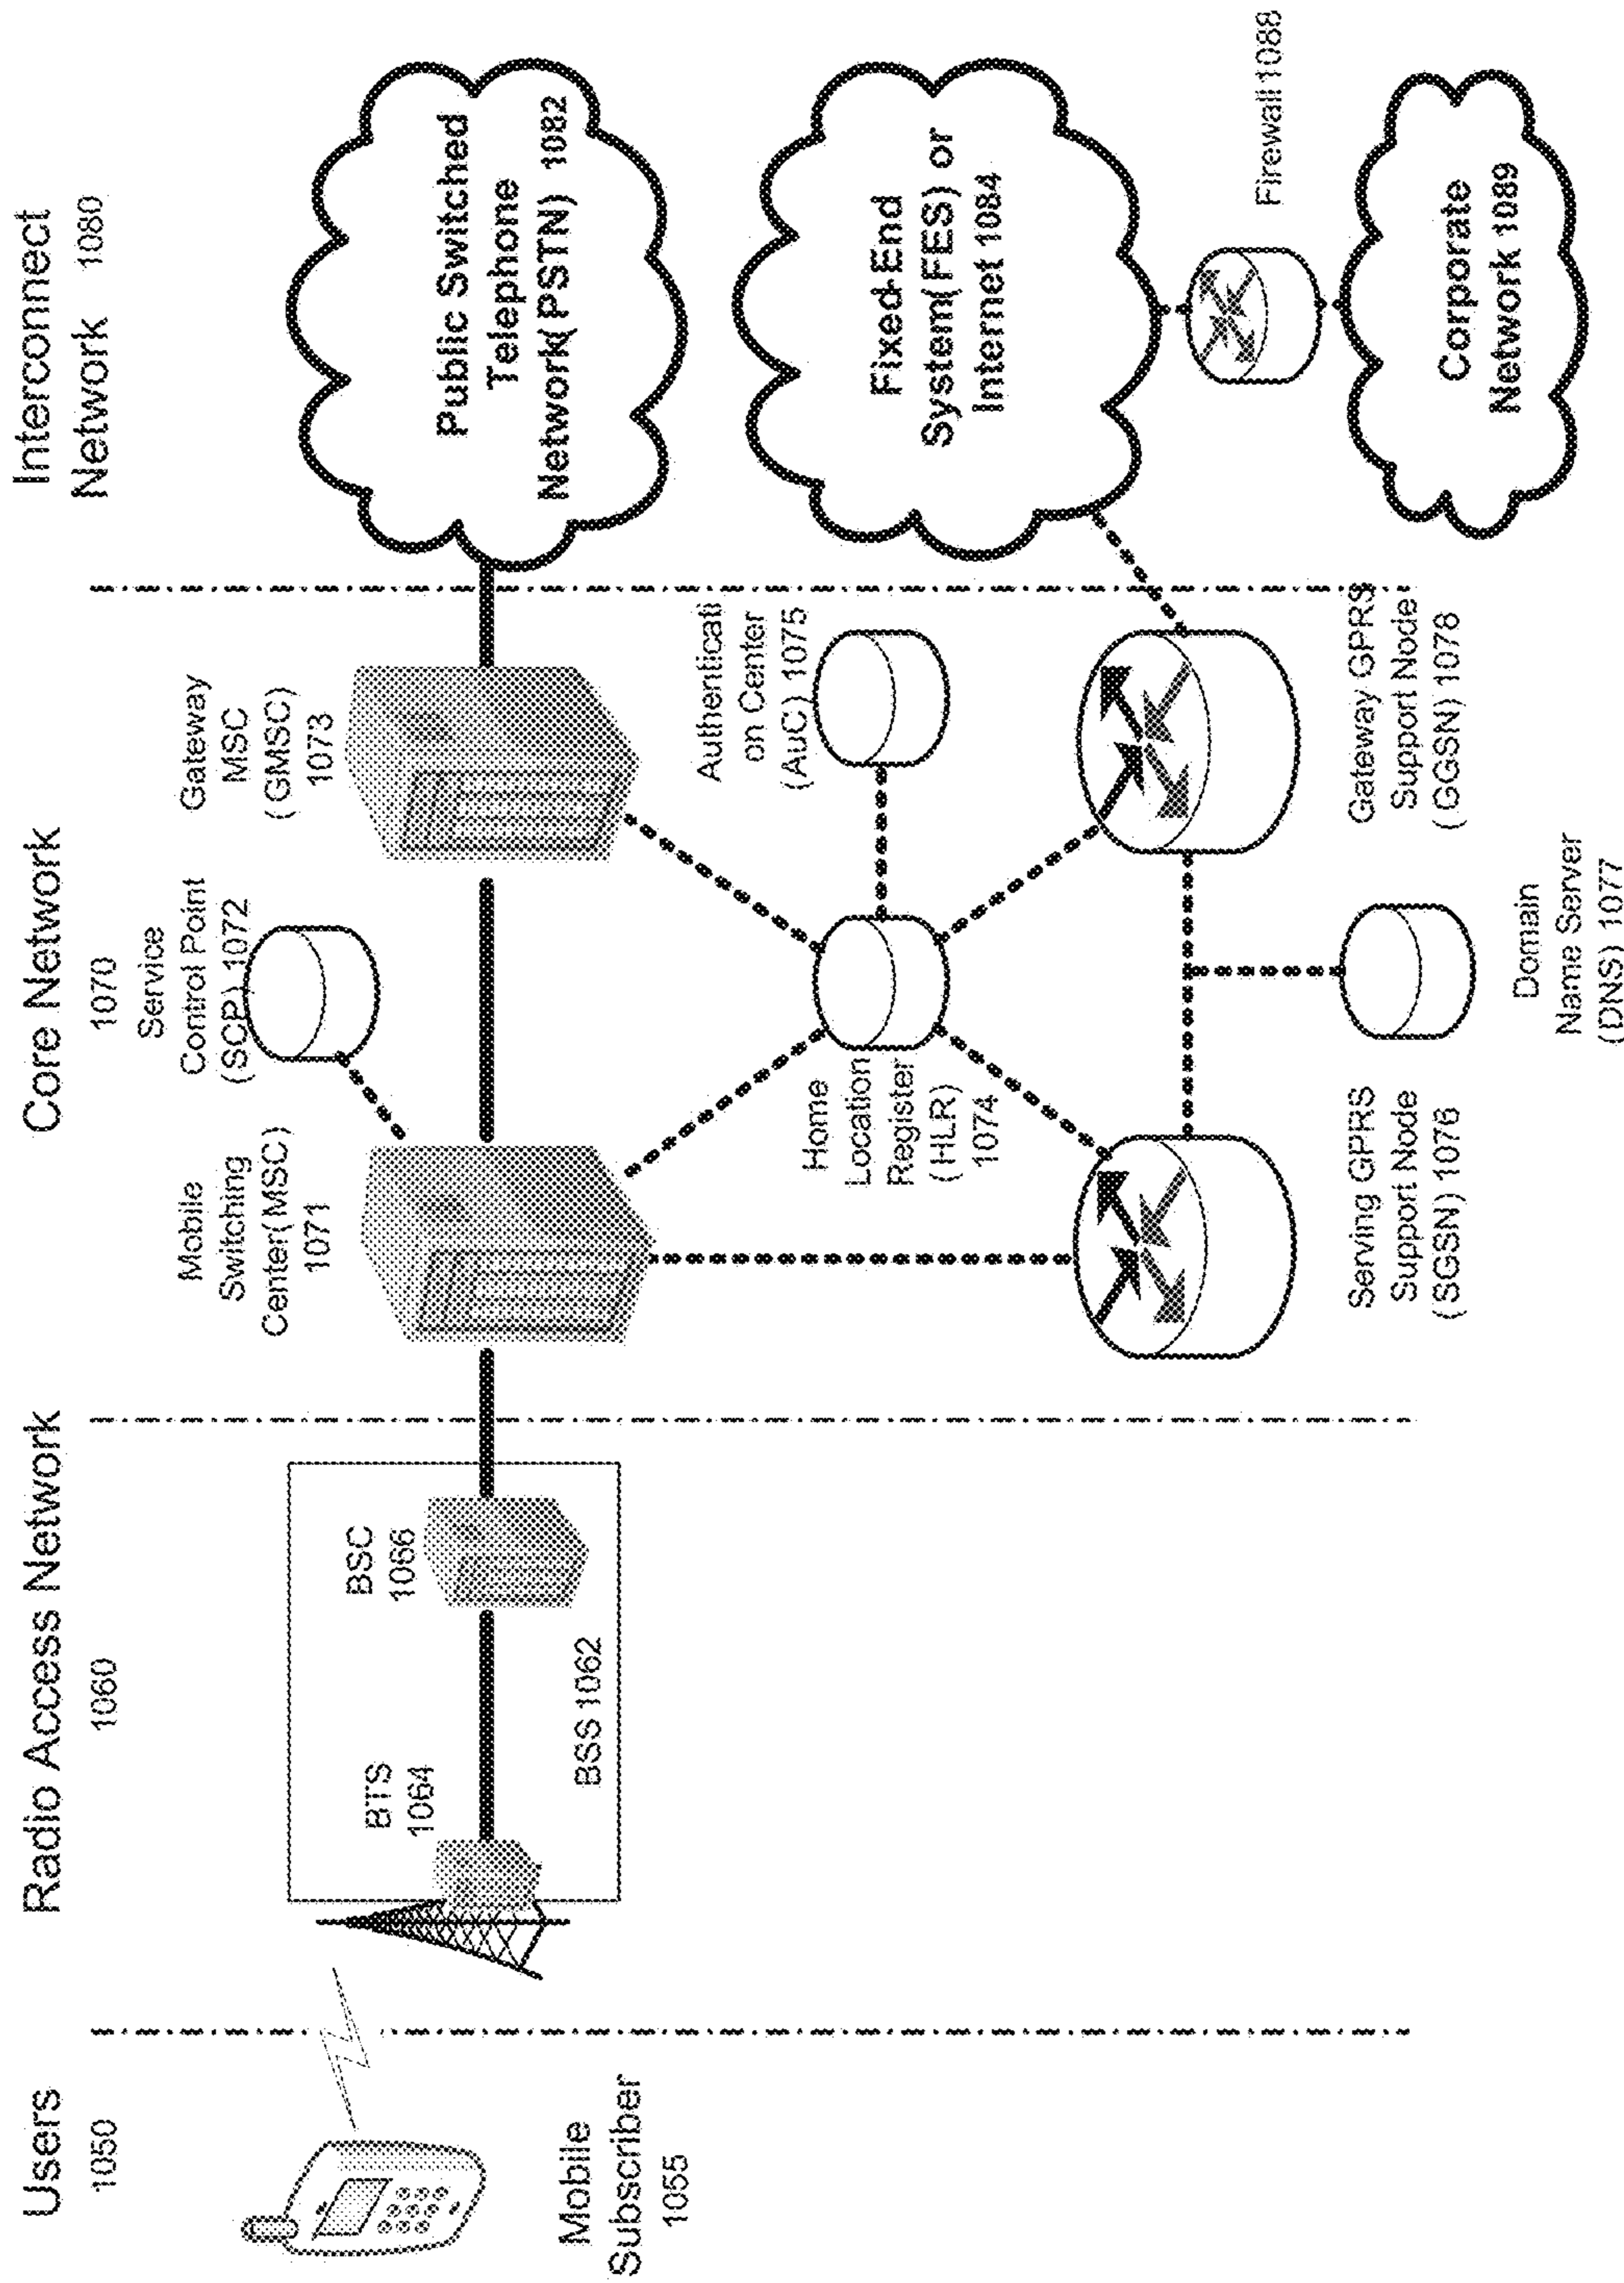 Users
1050
Radio Access Network
1060
Core Network
1070
Interconnect
Network 1080
Mobile
Subscriber
1055
BTS
1064
BSC
1066
BSS 1062
Mobile
Switching
Center(MSC)
1071
Service
Control Point
(SCP) 1072
Gateway
MSC
(GMSC)
1073
Home
Location
Register
(HLR)
1074
Authenticati
on Center
(AuC) 1075
Serving GPRS
Support Node
(SGSN) 1076
Domain
Name Server
(DNS) 1077
Gateway GPRS
Support Node
(GGSN) 1078
Public Switched
Telephone
Network(PSTN) 1082
Fixed-End
System(FES) or
Internet 1084
Firewall 1088
Corporate
Network 1089